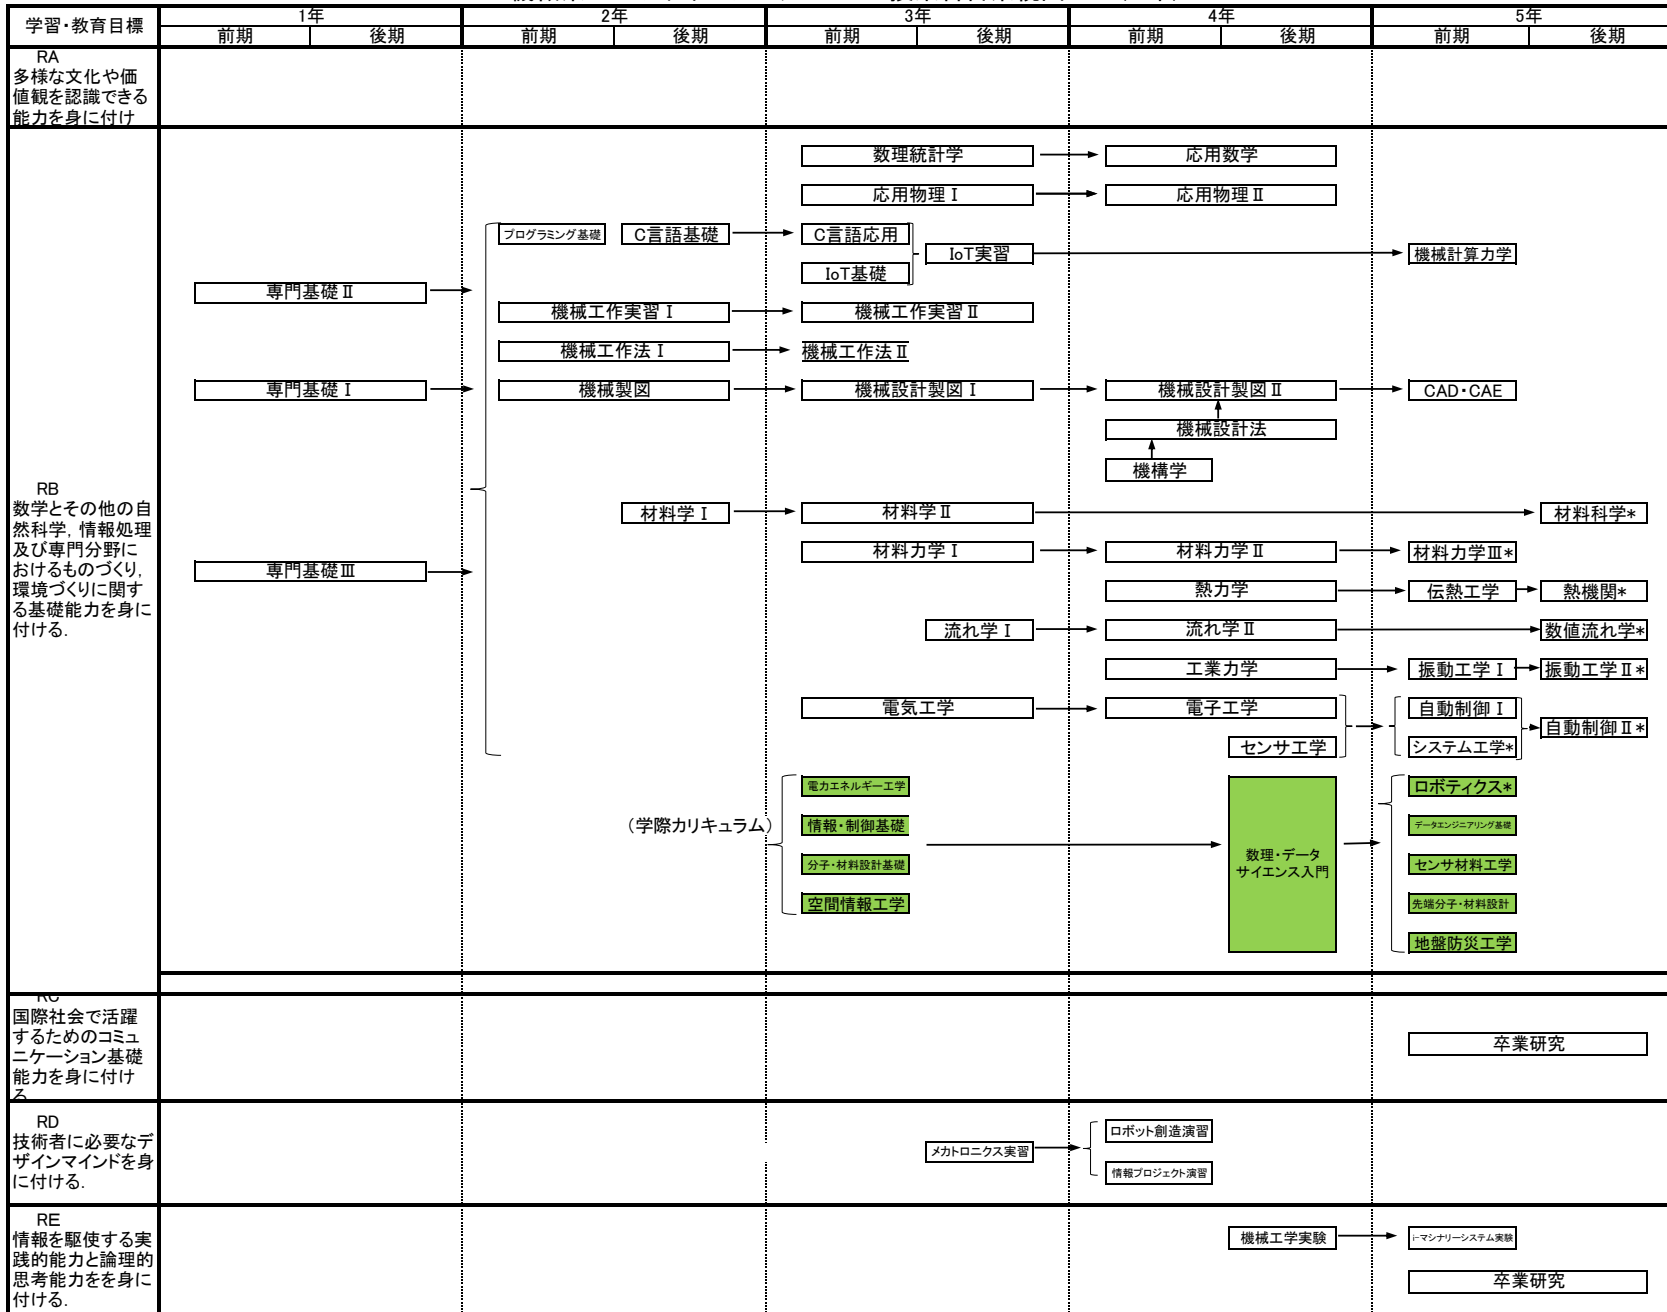 学習・教育目標
1年
2年
3年
4年
5年
前期
後期
前期
後期
前期
後期
前期
後期
前期
後期
RA
多様な文化や価
値観を認識できる
能力を身に付け
RB
数学とその他の自
然科学, 情報処理
及び専門分野に
おけるものづくり,
環境づくりに関す
る基礎能力を身に
付ける.
数理統計学
応用数学
応用物理Ⅰ
応用物理Ⅱ
プログラミング基礎
C言語基礎
C言語応用
IoT基礎
IoT実習
機械計算力学
専門基礎Ⅱ
機械工作実習Ⅰ
機械工作実習Ⅱ
機械工作法Ⅰ
機械工作法Ⅱ
専門基礎Ⅰ
機械製図
機械設計製図Ⅰ
機械設計製図Ⅱ
CAD・CAE
機械設計法
機構学
材料学Ⅰ
材料学Ⅱ
材料科学*
材料力学Ⅰ
材料力学Ⅱ
材料力学Ⅲ*
専門基礎Ⅲ
熱力学
伝熱工学
熱機関*
流れ学Ⅰ
流れ学Ⅱ
数値流れ学*
工業力学
振動工学Ⅰ
振動工学Ⅱ*
電気工学
電子工学
自動制御Ⅰ
自動制御Ⅱ*
センサ工学
システム工学*
(学際カリキュラム)
電力エネルギー工学
情報・制御基礎
分子・材料設計基礎
空間情報工学
数理・データ
サイエンス入門
ロボティクス*
データエンジニアリング基礎
センサ材料工学
先端分子・材料設計
地盤防災工学
RC
国際社会で活躍
するためのコミュ
ニケーション基礎
能力を身に付け
る
卒業研究
RD
技術者に必要なデ
ザインマインドを身
に付ける.
メカトロニクス実習
ロボット創造演習
情報プロジェクト演習
RE
情報を駆使する実
践的能力と論理的
思考能力をを身に
付ける.
機械工学実験
i-マシナリーシステム実験
卒業研究